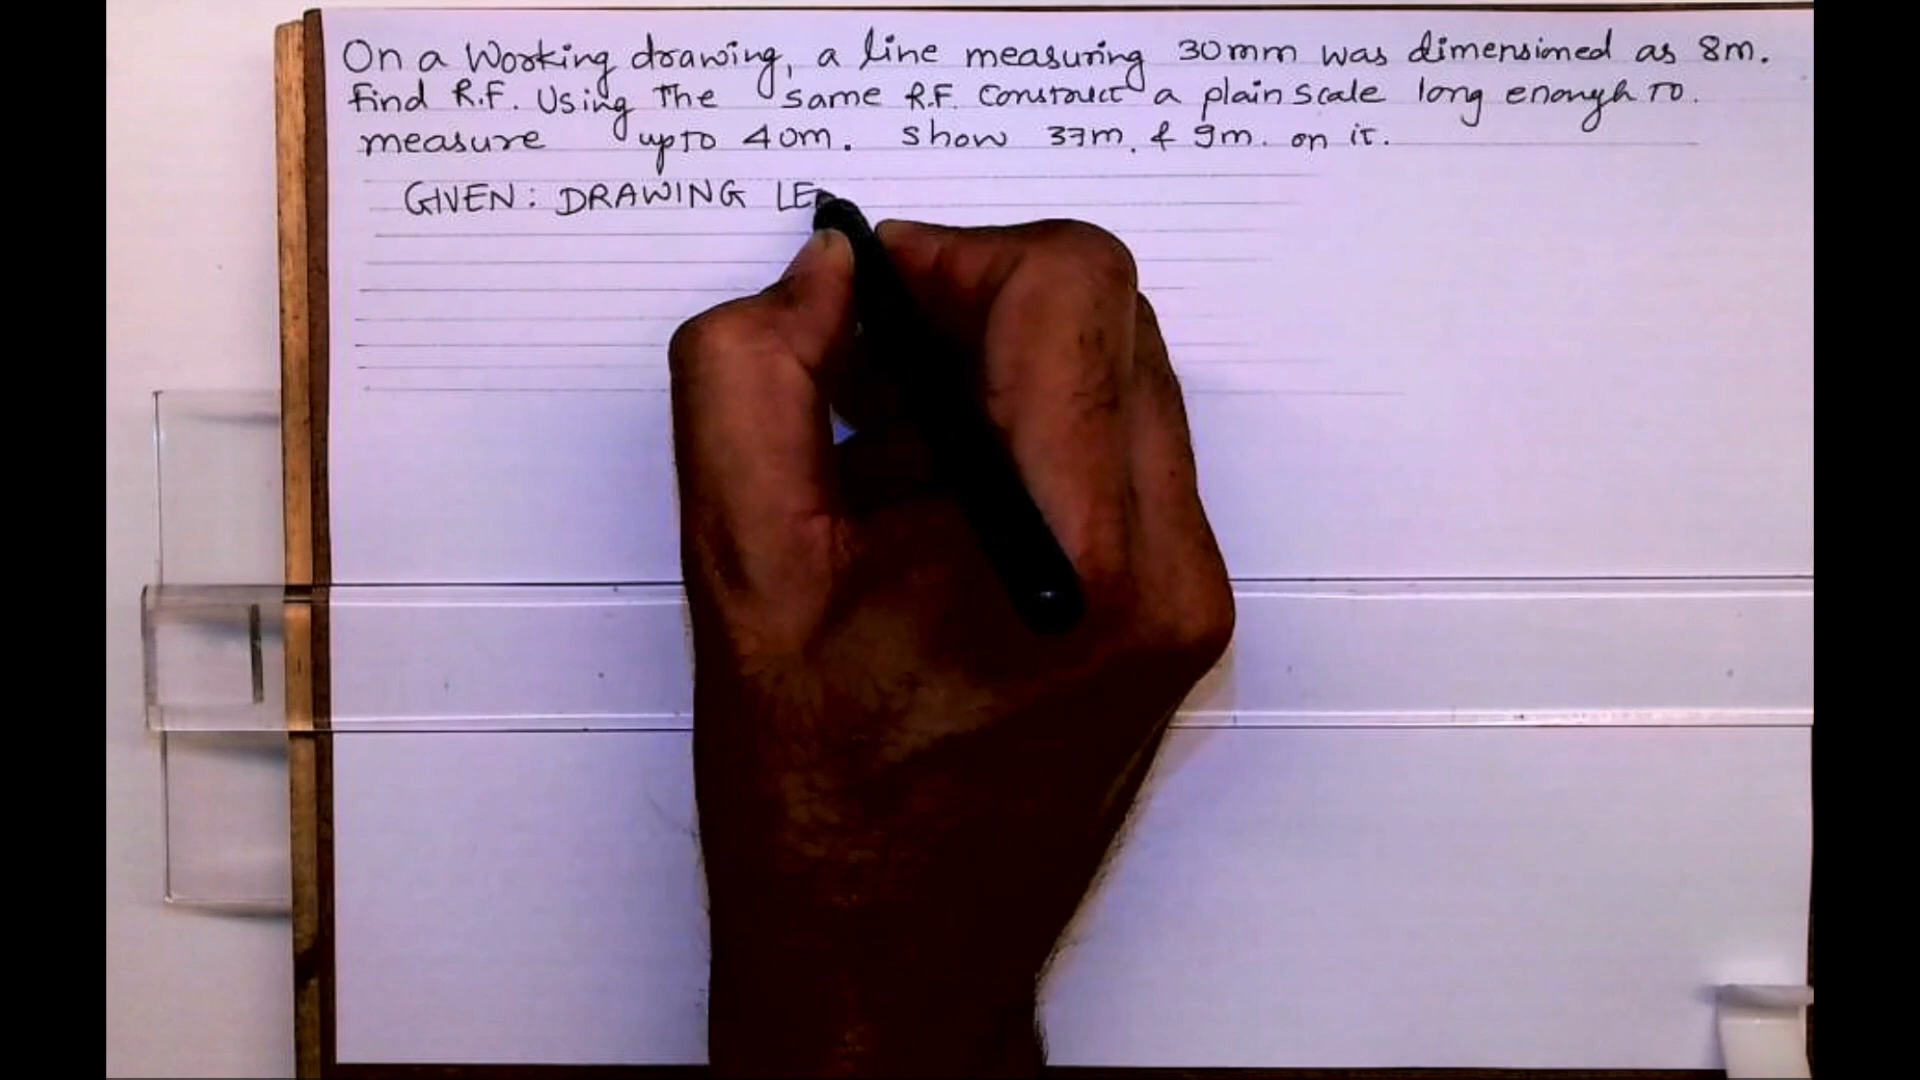 On a Working drawing, a line measuring 30mm was dimensioned as 8m.
find R.F. Using The same R.F. Construct a plain scale long enough To.
measure upto 40m. Show 37m. & 9m. on it.
GIVEN: DRAWING LE